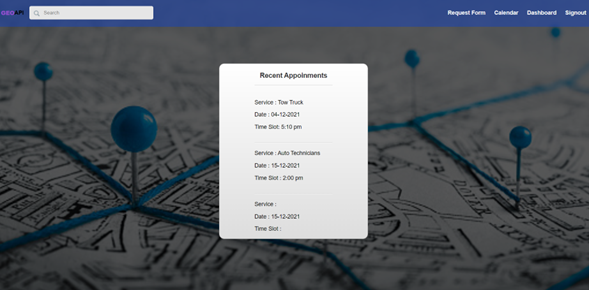 GEOAPI
Search
Request Form Calendar Dashboard Signout
Recent Appoinments
Service : Tow Truck
Date : 04-12-2021
Time Slot: 5:10 pm
Service : Auto Technicians
Date : 15-12-2021
Time Slot : 2:00 pm
Service :
Date : 15-12-2021
Time Slot :